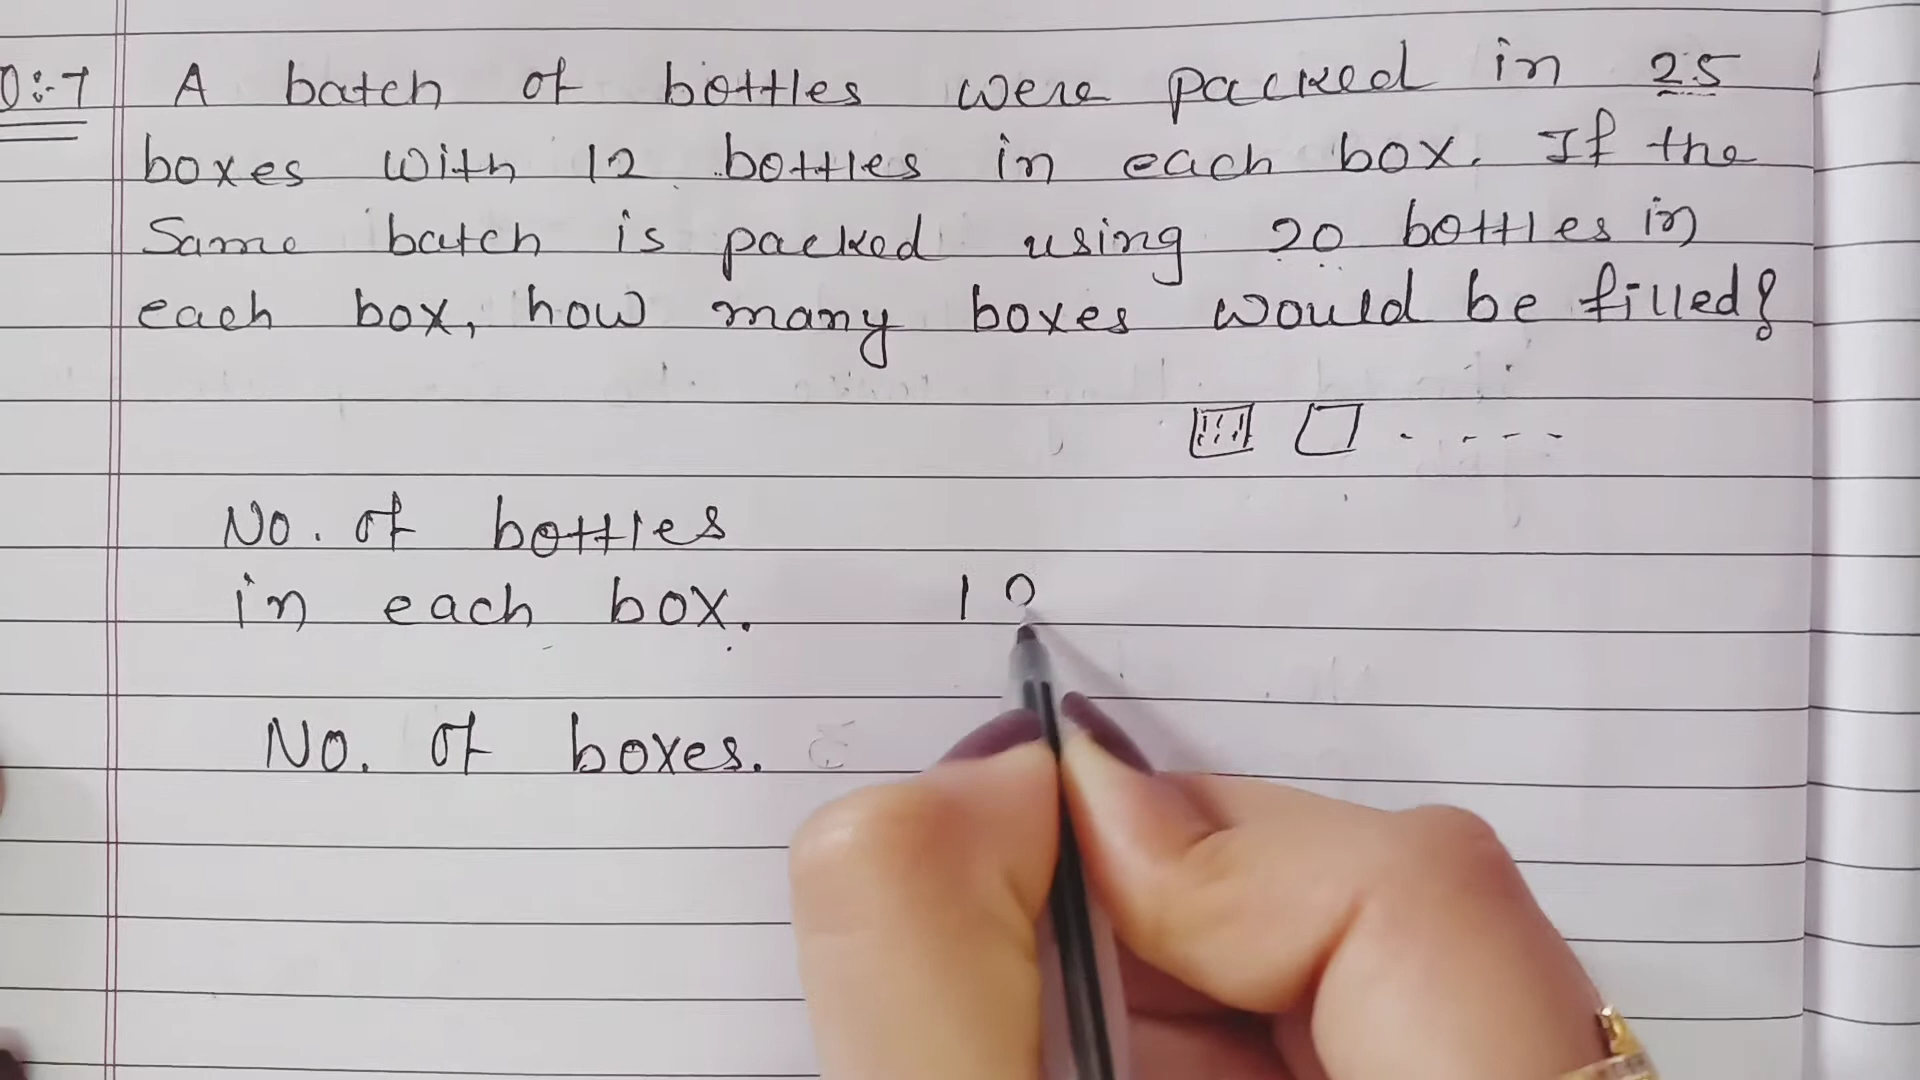 Q:-7 A batch of bottles were packed in 25
boxes with 12 bottles in each box. If the
Same batch is packed using 20 bottles in
each box, how many boxes would be filled?
No. of bottles
in each box.
No. of boxes.